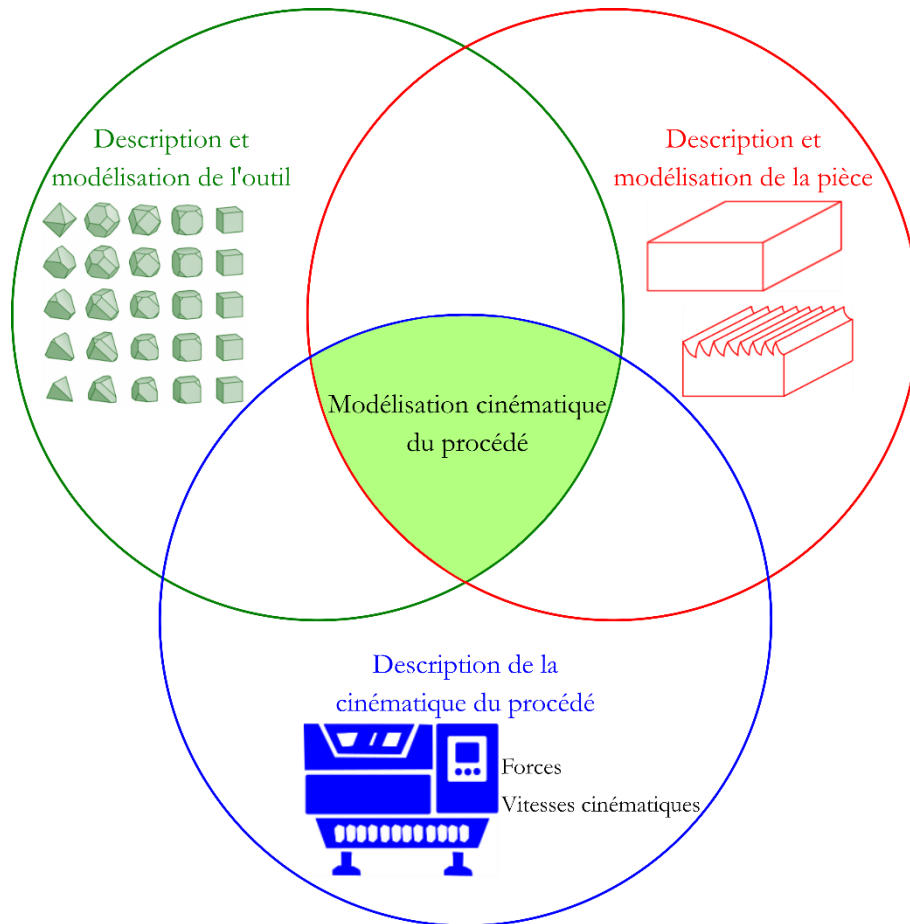 Description et
modélisation de l'outil
Description et
modélisation de la pièce
Modélisation cinématique
du procédé
Description de la
cinématique du procédé
Forces
Vitesses cinématiques